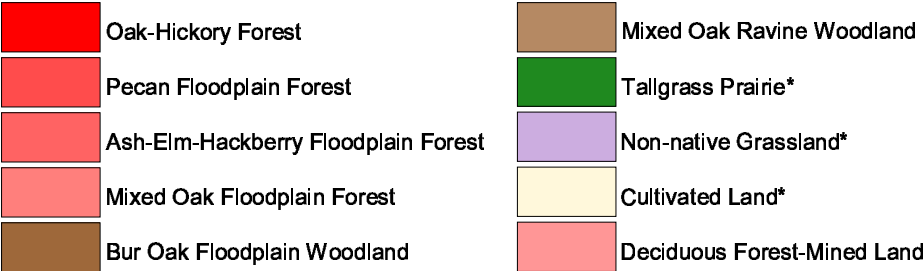 Oak-Hickory Forest
Pecan Floodplain Forest
Ash-Elm-Hackberry Floodplain Forest
Mixed Oak Floodplain Forest
Bur Oak Floodplain Woodland
Mixed Oak Ravine Woodland
Tallgrass Prairie*
Non-native Grassland*
Cultivated Land*
Deciduous Forest-Mined Land